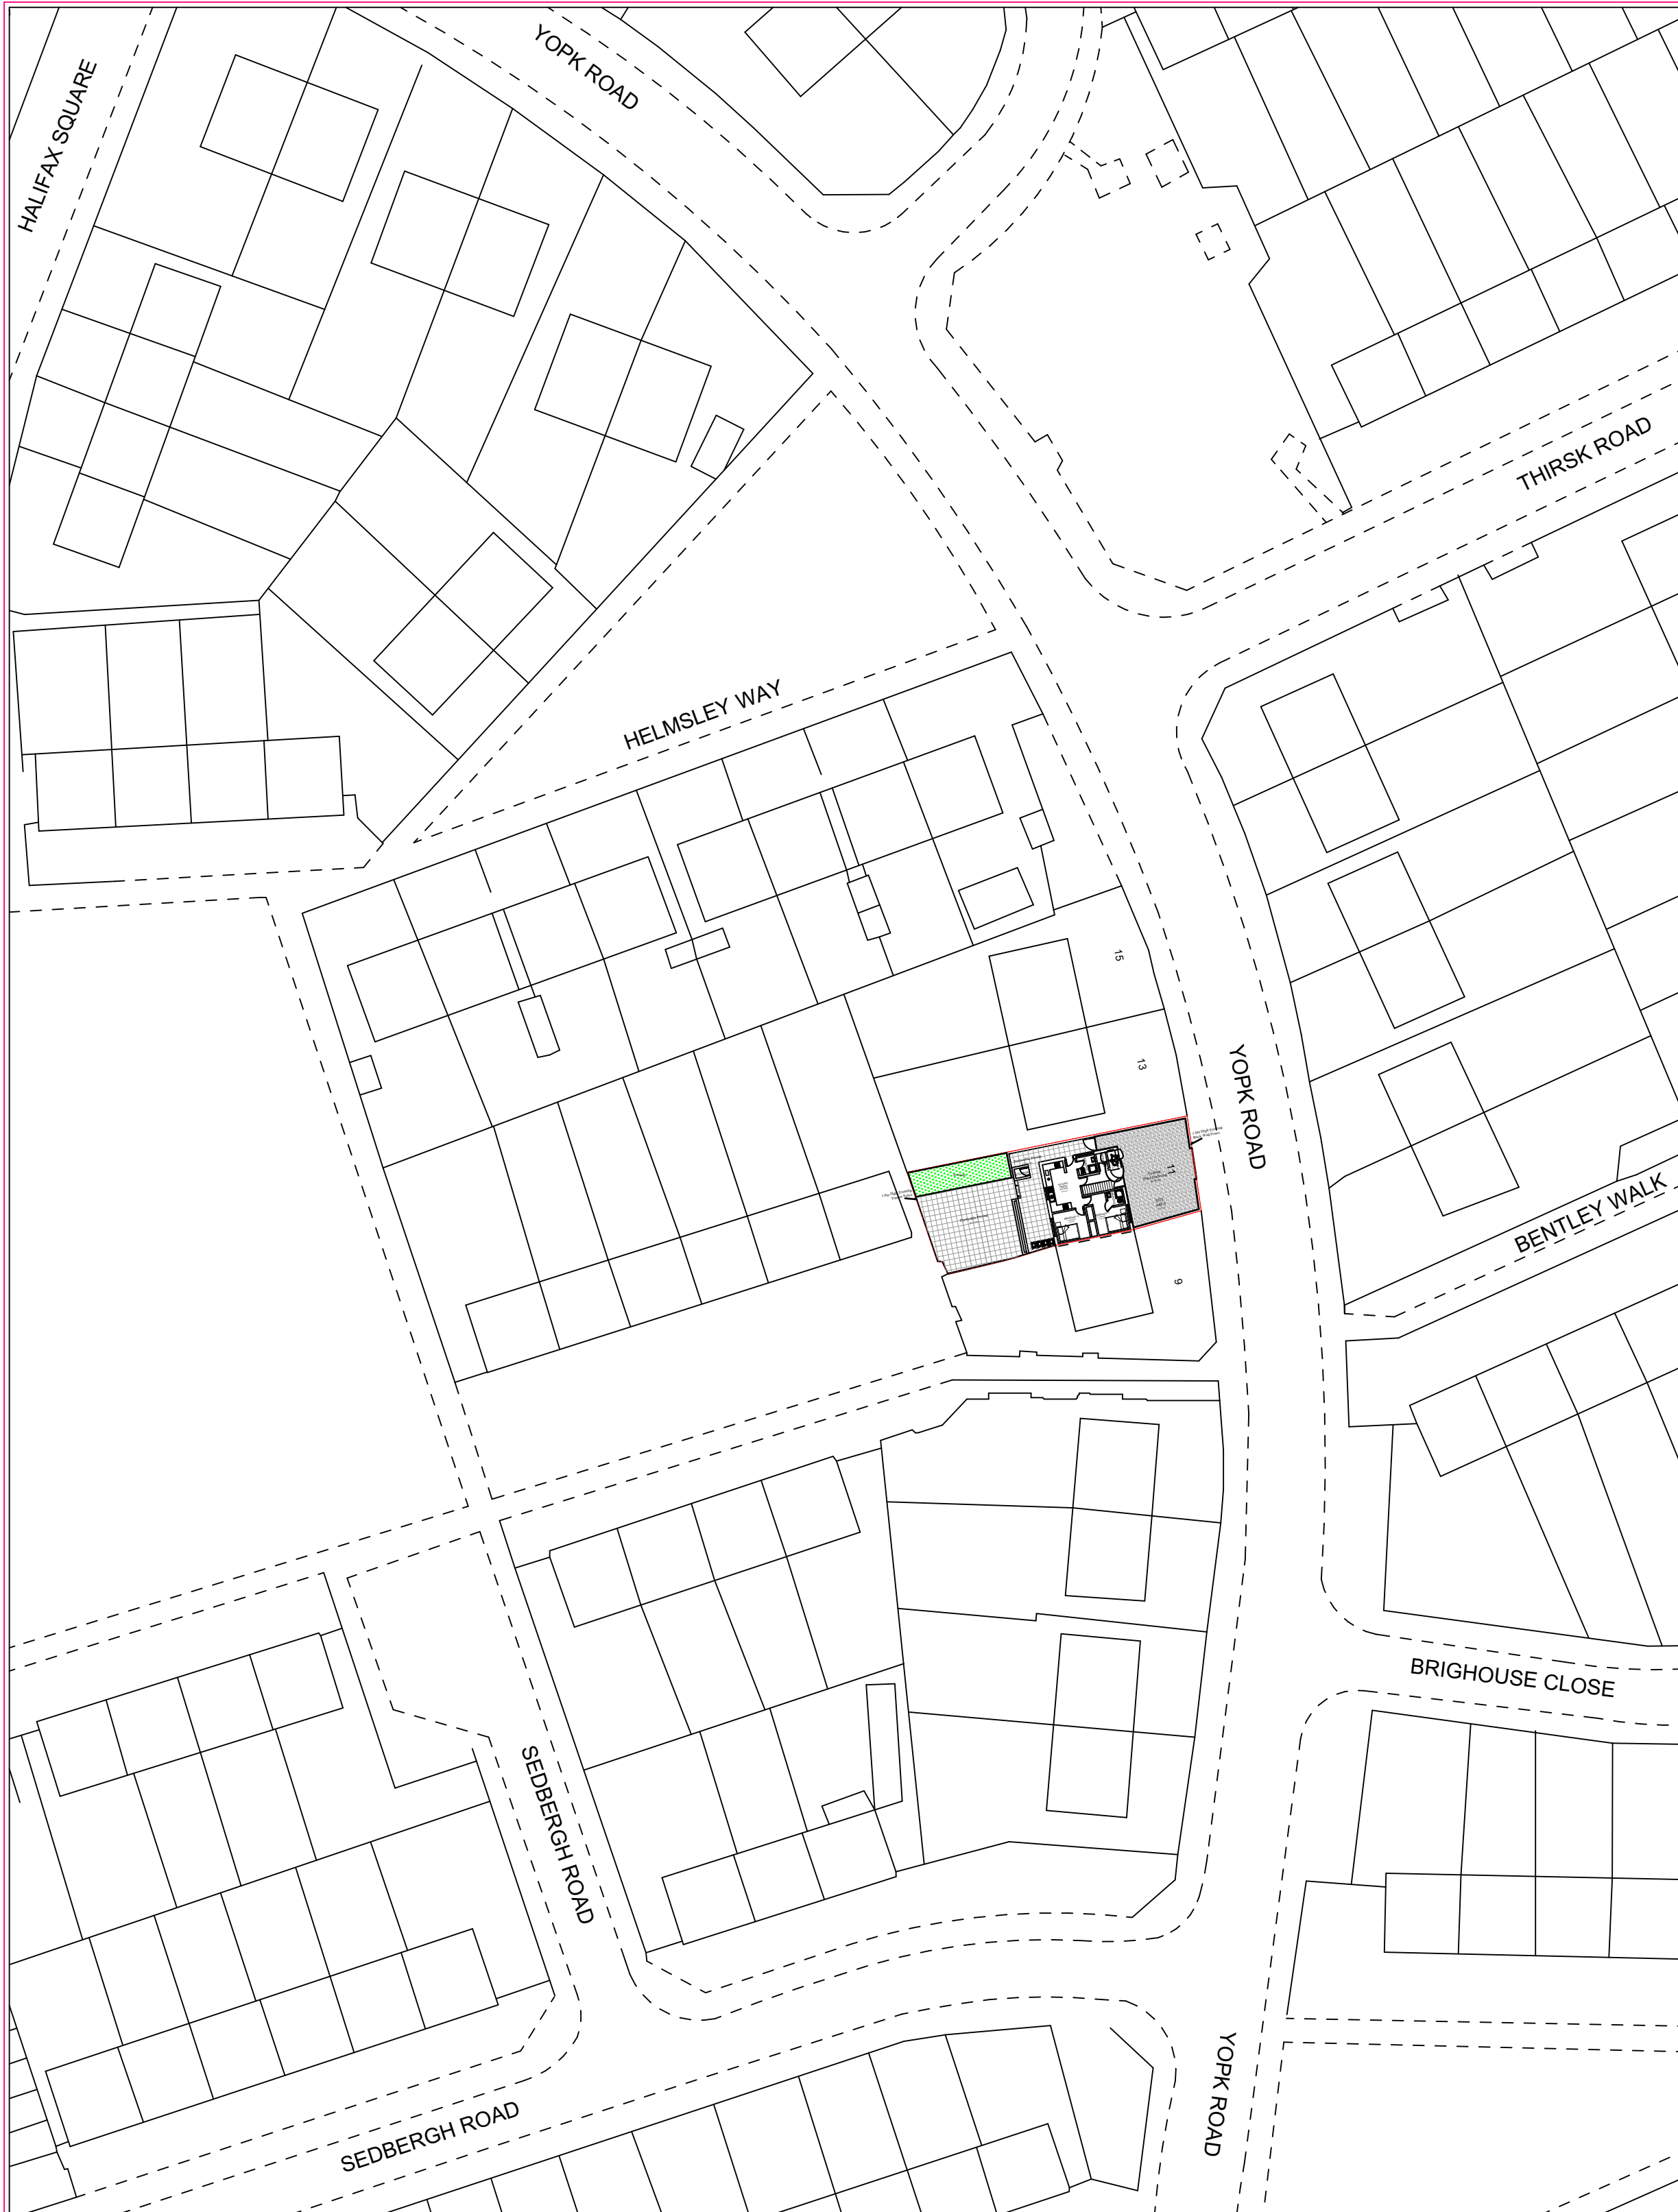 YOPK ROAD
HALIFAX SQUARE
THIRSK ROAD
HELMSLEY WAY
15
13
YOPK ROAD
11
9
BENTLEY WALK
BRIGHOUSE CLOSE
SEDBERGH ROAD
YOPK ROAD
SEDBERGH ROAD